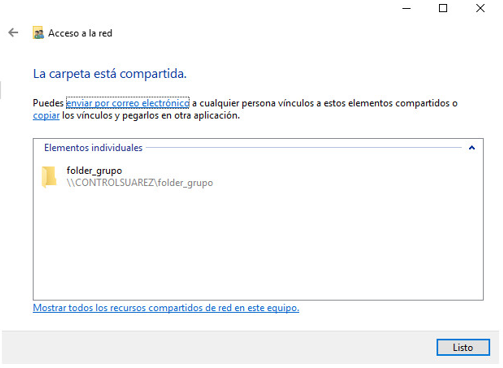 Acceso a la red
La carpeta está compartida.
Puedes enviar por correo electrónico a cualquier persona vínculos a estos elementos compartidos o
copiar los vínculos y pegarlos en otra aplicación.
Elementos individuales
folder_grupo
\\CONTROLSUAREZ\folder_grupo
Mostrar todos los recursos compartidos de red en este equipo.
Listo